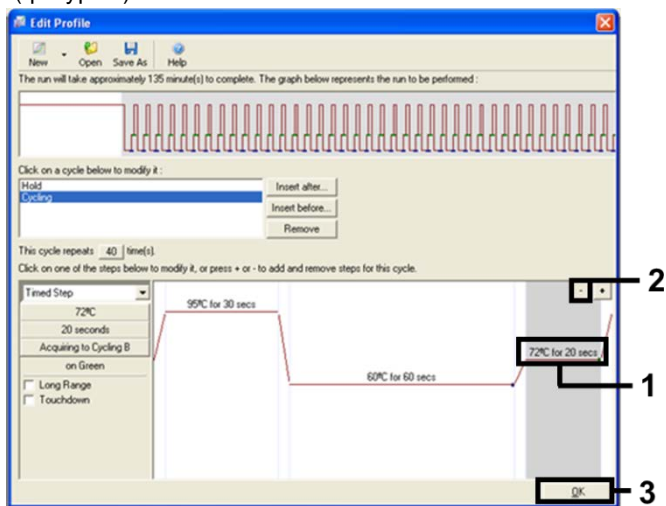 Edit Profile
New Open Save As Help
The run will take approximately 135 minute(s) to complete. The graph below represents the run to be performed :
Click on a cycle below to modify it :
Hold
Cycling
Insert after...
Insert before...
Remove
This cycle repeats 40 time(s).
Click on one of the steps below to modify it, or press + or - to add and remove steps for this cycle.
Timed Step
- + 2
72ºC
20 seconds
Acquiring to Cycling B
on Green
Long Range
Touchdown
95ºC for 30 secs
60ºC for 60 secs
72ºC for 20 secs
1
OK 3